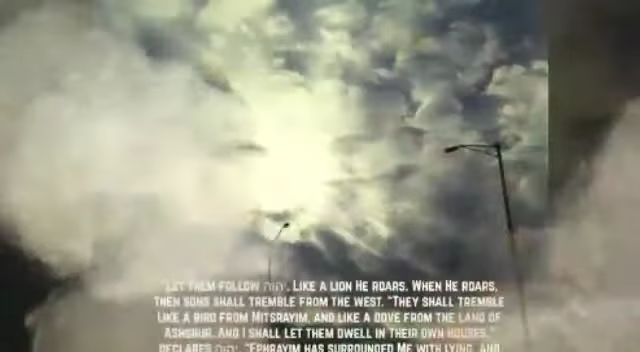 "Let them follow יהוה. Like a lion He roars. When He roars,
then sons shall tremble from the west. "They shall tremble
like a bird from Mitsrayim, and like a dove from the land of
Ashshur. And I shall let them dwell in their own houses,"
declares יהוה. "Ephrayim has surrounded Me with lying, and